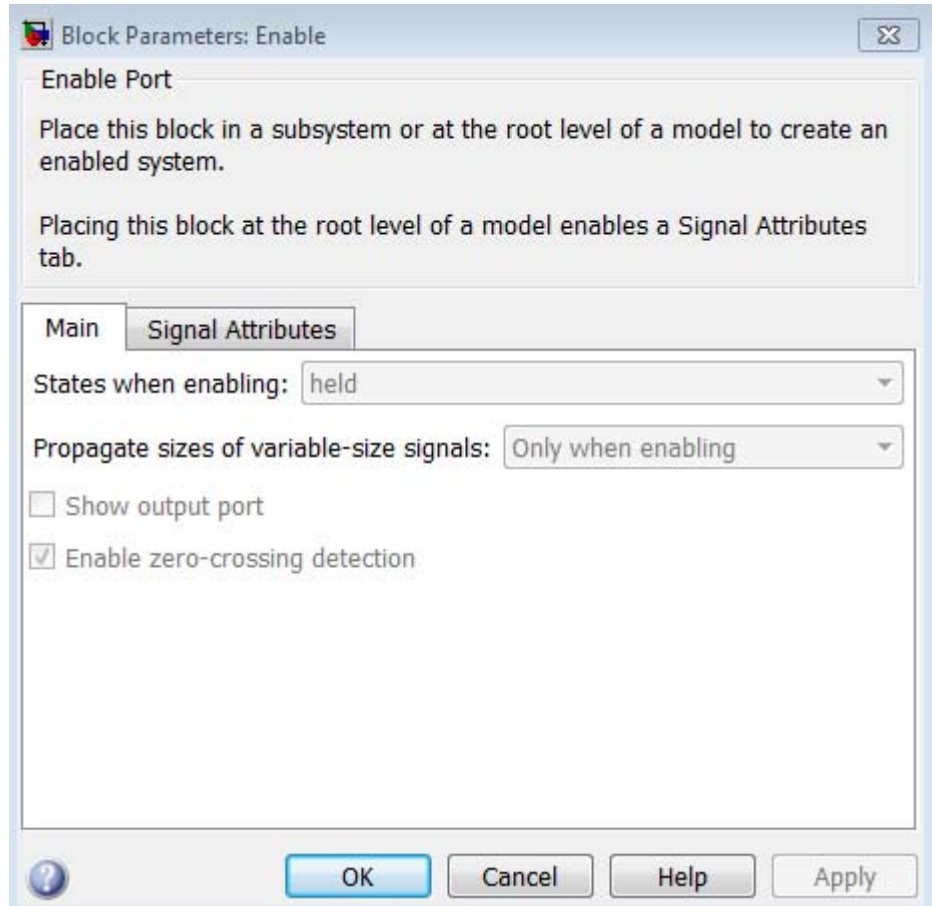 Block Parameters: Enable
Enable Port
Place this block in a subsystem or at the root level of a model to create an
enabled system.
Placing this block at the root level of a model enables a Signal Attributes
tab.
Main
Signal Attributes
States when enabling: held
Propagate sizes of variable-size signals: Only when enabling
Show output port
Enable zero-crossing detection
? OK Cancel Help Apply